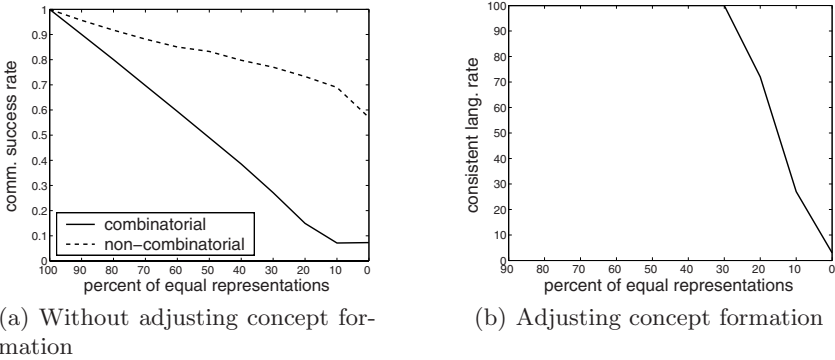 1
0.9
0.8
0.7
0.6
0.5
0.4
0.3
0.2
0.1
0
comm. success rate
combinatorial
non-combinatorial
100 90 80 70 60 50 40 30 20 10 0
percent of equal representations
(a) Without adjusting concept for-
mation
100
90
80
70
60
50
40
30
20
10
0
consistent lang. rate
90 80 70 60 50 40 30 20 10 0
percent of equal representations
(b) Adjusting concept formation